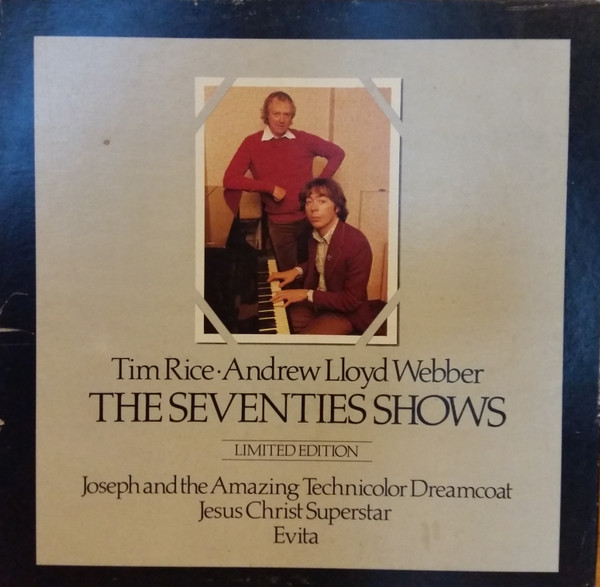 Tim Rice · Andrew Lloyd Webber
THE SEVENTIES SHOWS
LIMITED EDITION
Joseph and the Amazing Technicolor Dreamcoat
Jesus Christ Superstar
Evita